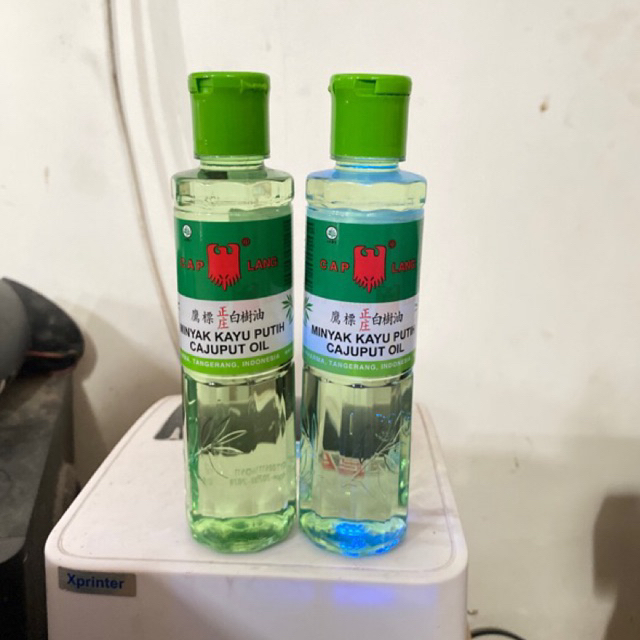 CAP LANG
®
鷹標 正庄 白樹油
MINYAK KAYU PUTIH
CAJUPUT OIL
TANGERANG, INDONESIA
CAP LANG
®
鷹標 正庄 白樹油
MINYAK KAYU PUTIH
CAJUPUT OIL
TANGERANG, INDONESIA
Xprinter